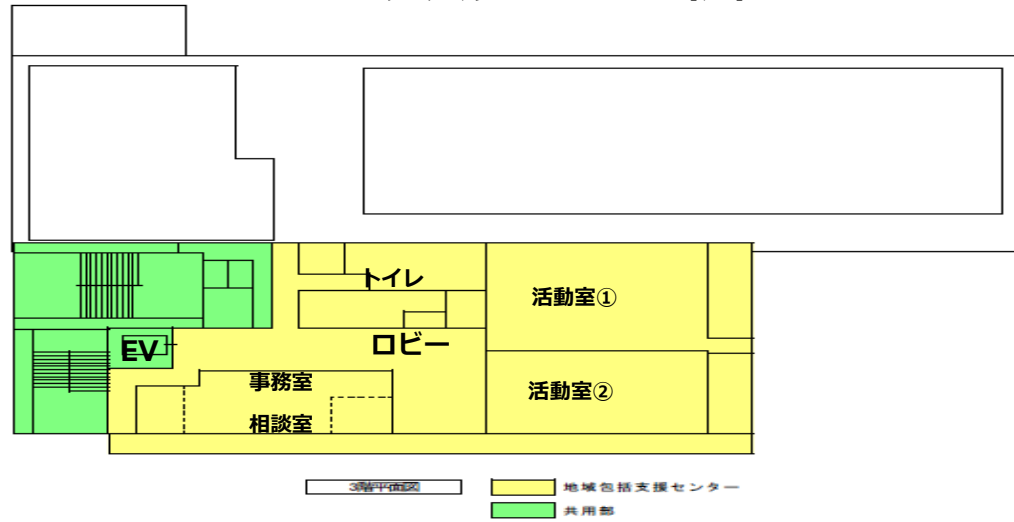 トイレ
活動室①
EV
ロビー
事務室
活動室②
相談室
3階平面図
地域包括支援センター
共用部